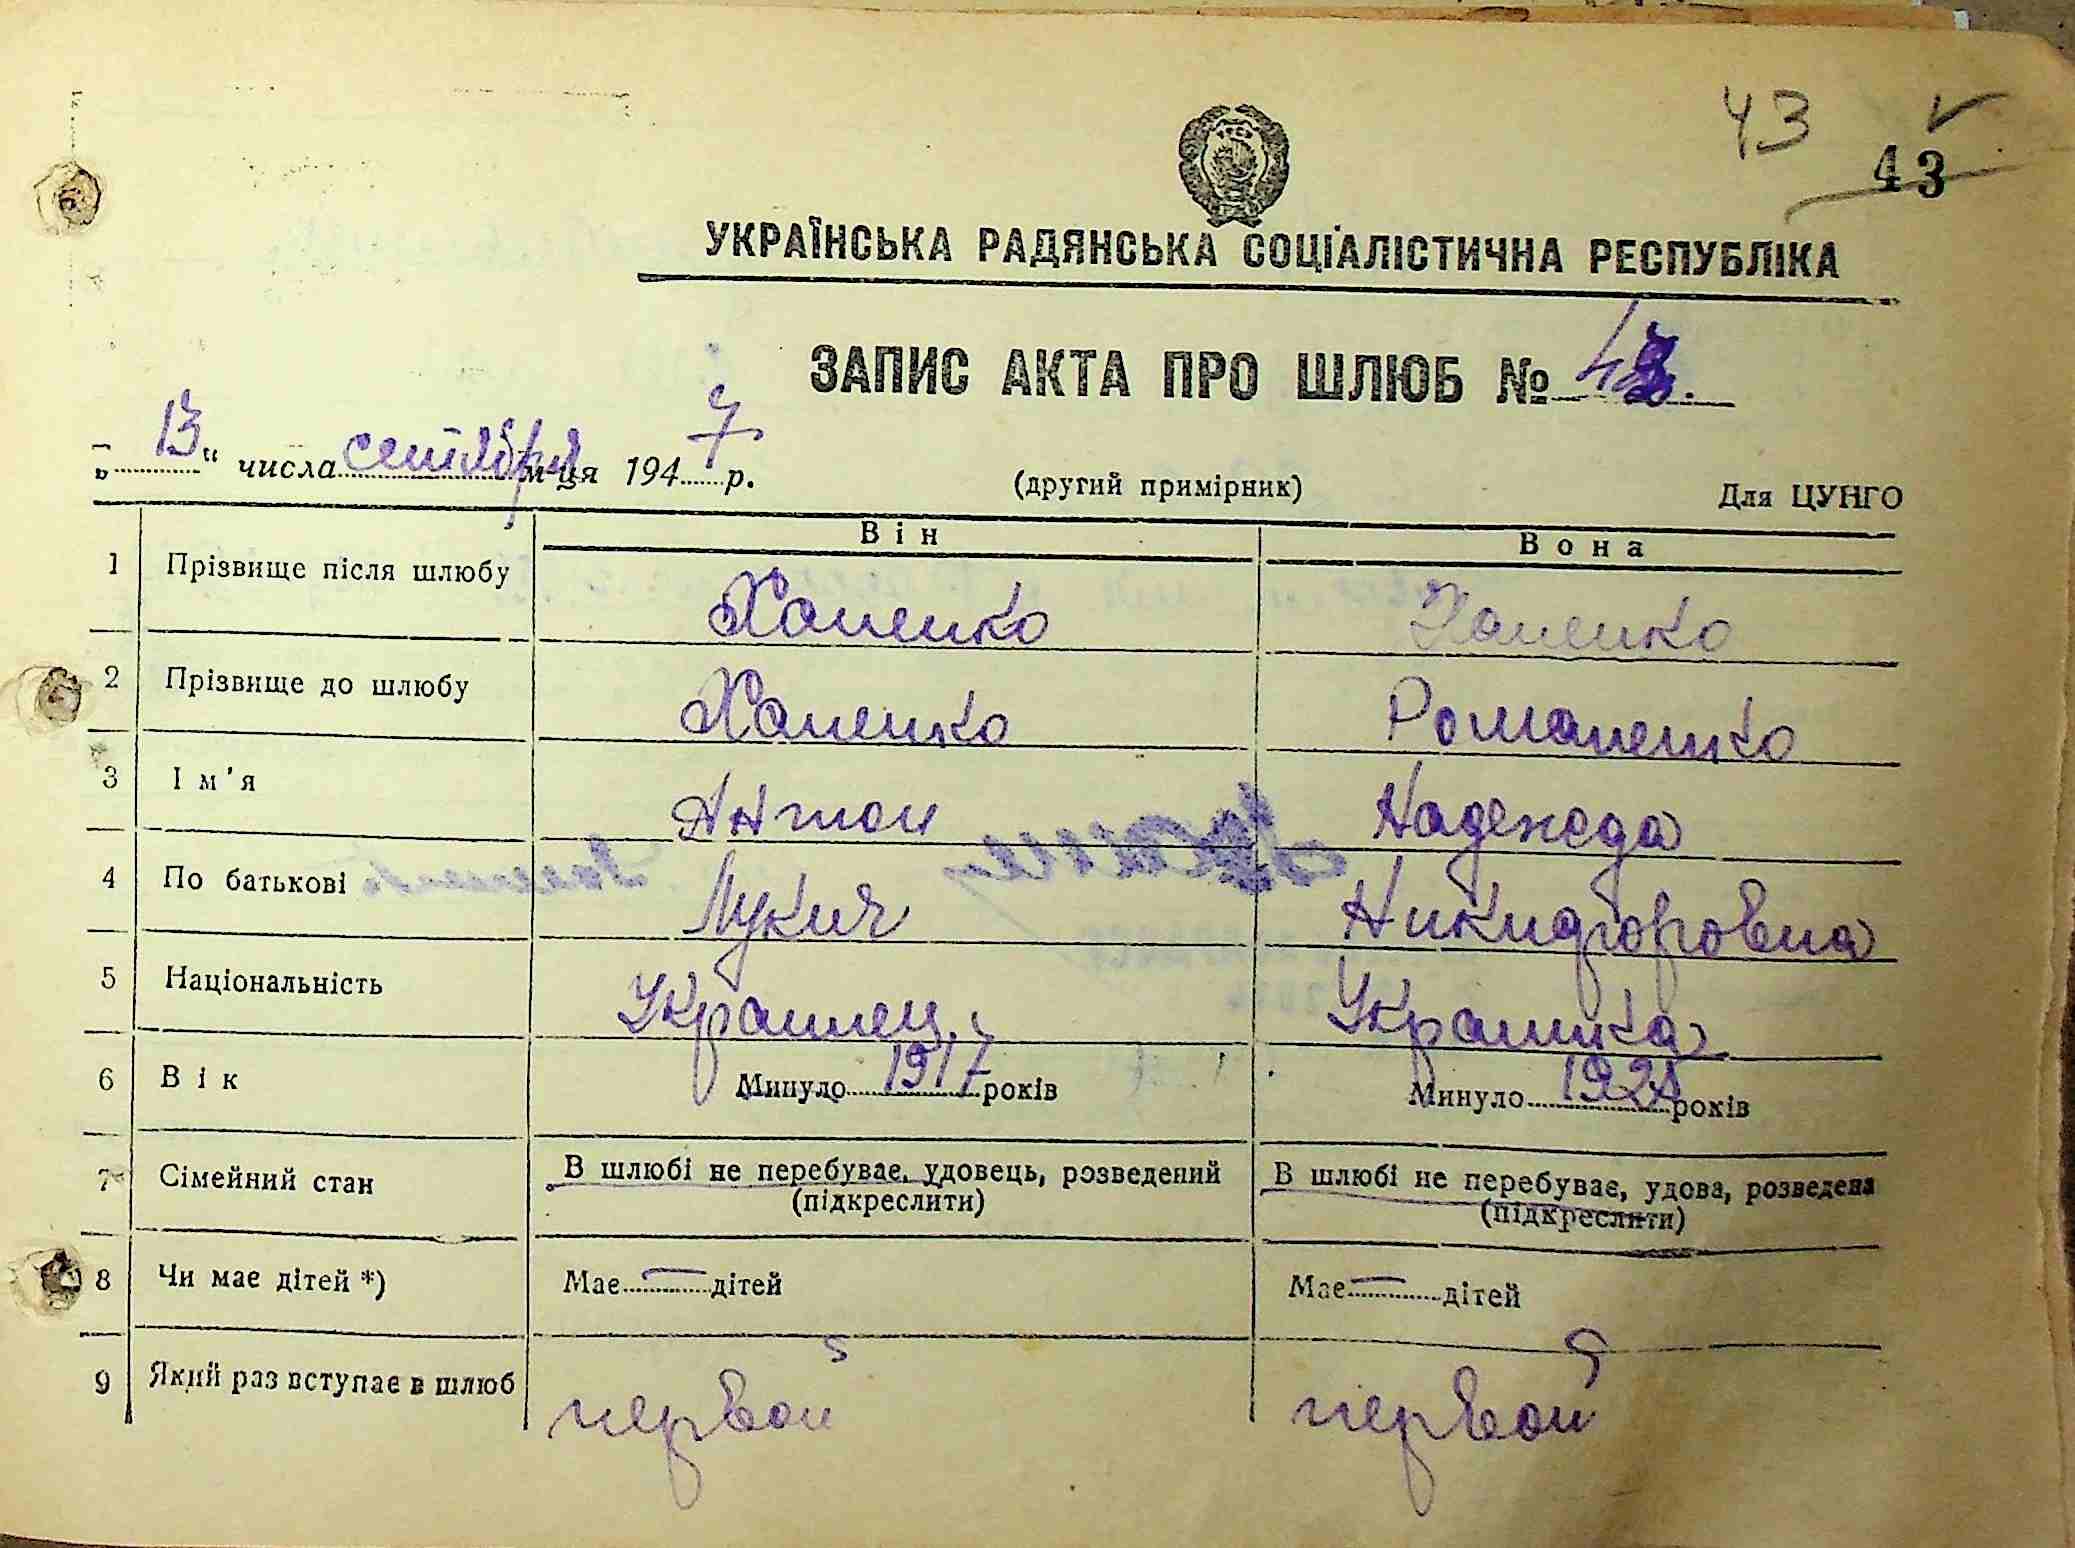 43
43
УКРАЇНСЬКА РАДЯНСЬКА СОЦІАЛІСТИЧНА РЕСПУБЛІКА
ЗАПИС АКТА ПРО ШЛЮБ № 43.
„13“ числа сентября м-ця 1947 р. (другий примірник) Для ЦУНГО
Він Вона
1 Прізвище після шлюбу Ханенко Ханенко
2 Прізвище до шлюбу Ханенко Романенко
3 Ім'я Антон Надежда
4 По батькові Лукич Никифоровна
5 Національність Украинец Украинка
6 Вік Минуло 1917 років Минуло років
7 Сімейний стан В шлюбі не перебуває, удовець, розведений В шлюбі не перебуває, удова, розведена
(підкреслити) (підкреслити)
8 Чи має дітей *) Має — дітей Має — дітей
9 Який раз вступає в шлюб первой первой